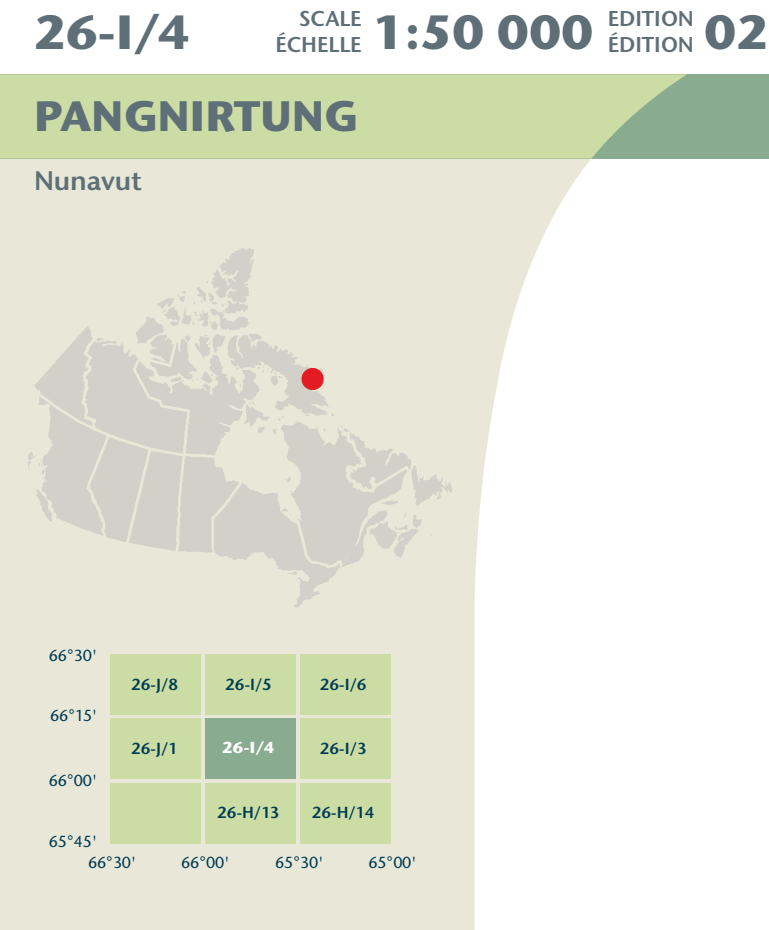 26-I/4 SCALE ÉCHELLE 1:50 000 EDITION ÉDITION 02
PANGNIRTUNG
Nunavut
66°30'
26-J/8 26-I/5 26-I/6
66°15'
26-J/1 26-I/4 26-I/3
66°00'
26-H/13 26-H/14
65°45'
66°30' 66°00' 65°30' 65°00'